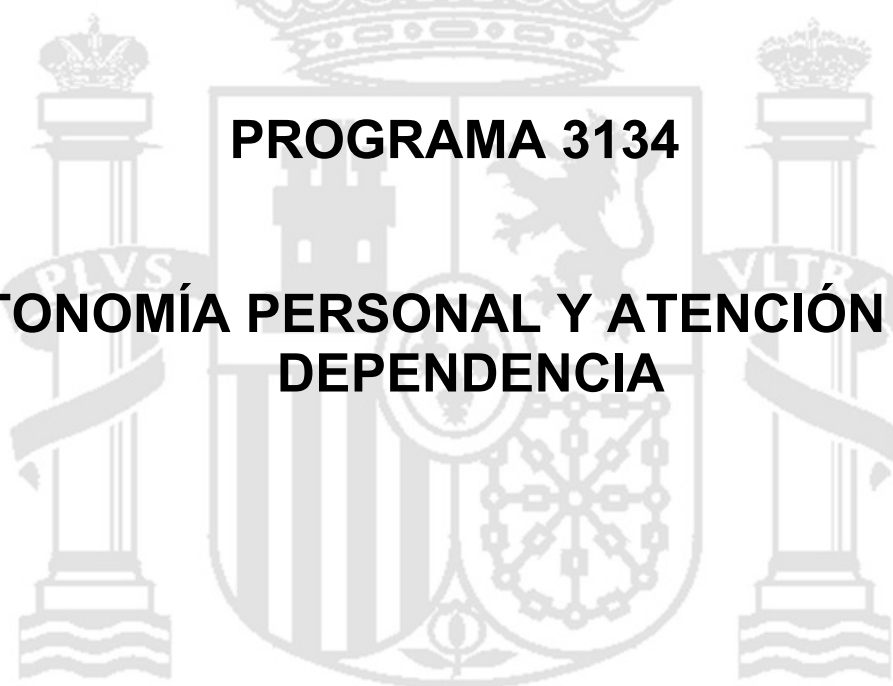 PROGRAMA 3134
TONOMÍA PERSONAL Y ATENCIÓN
DEPENDENCIA
PLVS
VLTR